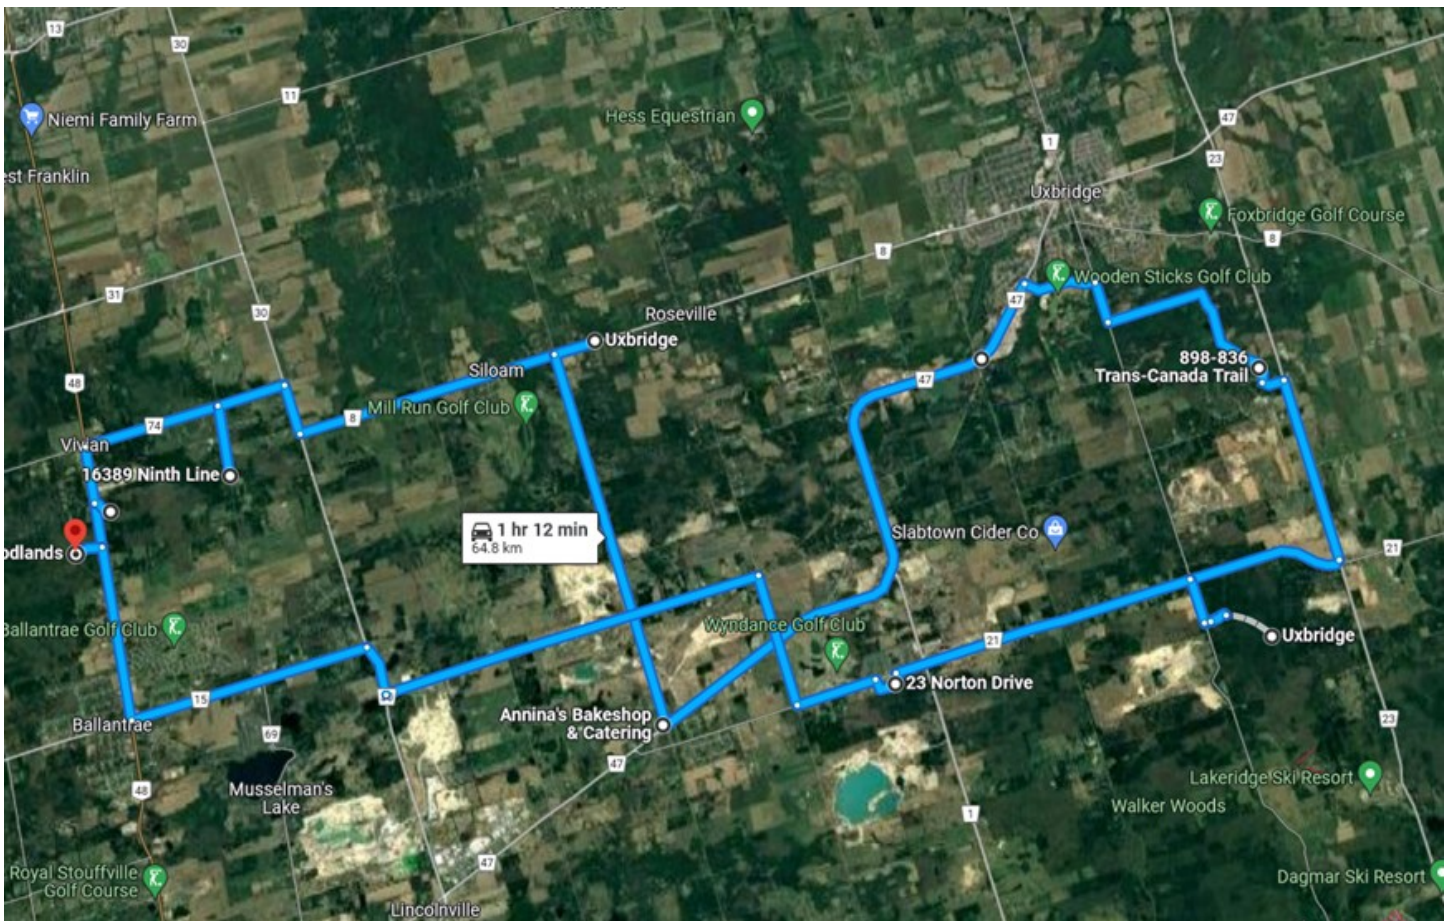 13
30
11
Niemi Family Farm
Hess Equestrian
47
1
23
est Franklin
Uxbridge
Foxbridge Golf Course
8
8
31
30
Wooden Sticks Golf Club
47
Roseville
Uxbridge
898-836
Trans-Canada Trail
48
Siloam
47
Mill Run Golf Club
8
74
Vivian
16389 Ninth Line
1 hr 12 min
64.8 km
Slabtown Cider Co
21
odlands
Ballantrae Golf Club
Wyndance Golf Club
21
Uxbridge
23 Norton Drive
15
Annina's Bakeshop
& Catering
Ballantrae
69
23
47
48
Musselman's
Lake
Lakeridge Ski Resort
Walker Woods
1
47
Royal Stouffville
Golf Course
Dagmar Ski Resort
Lincolnville